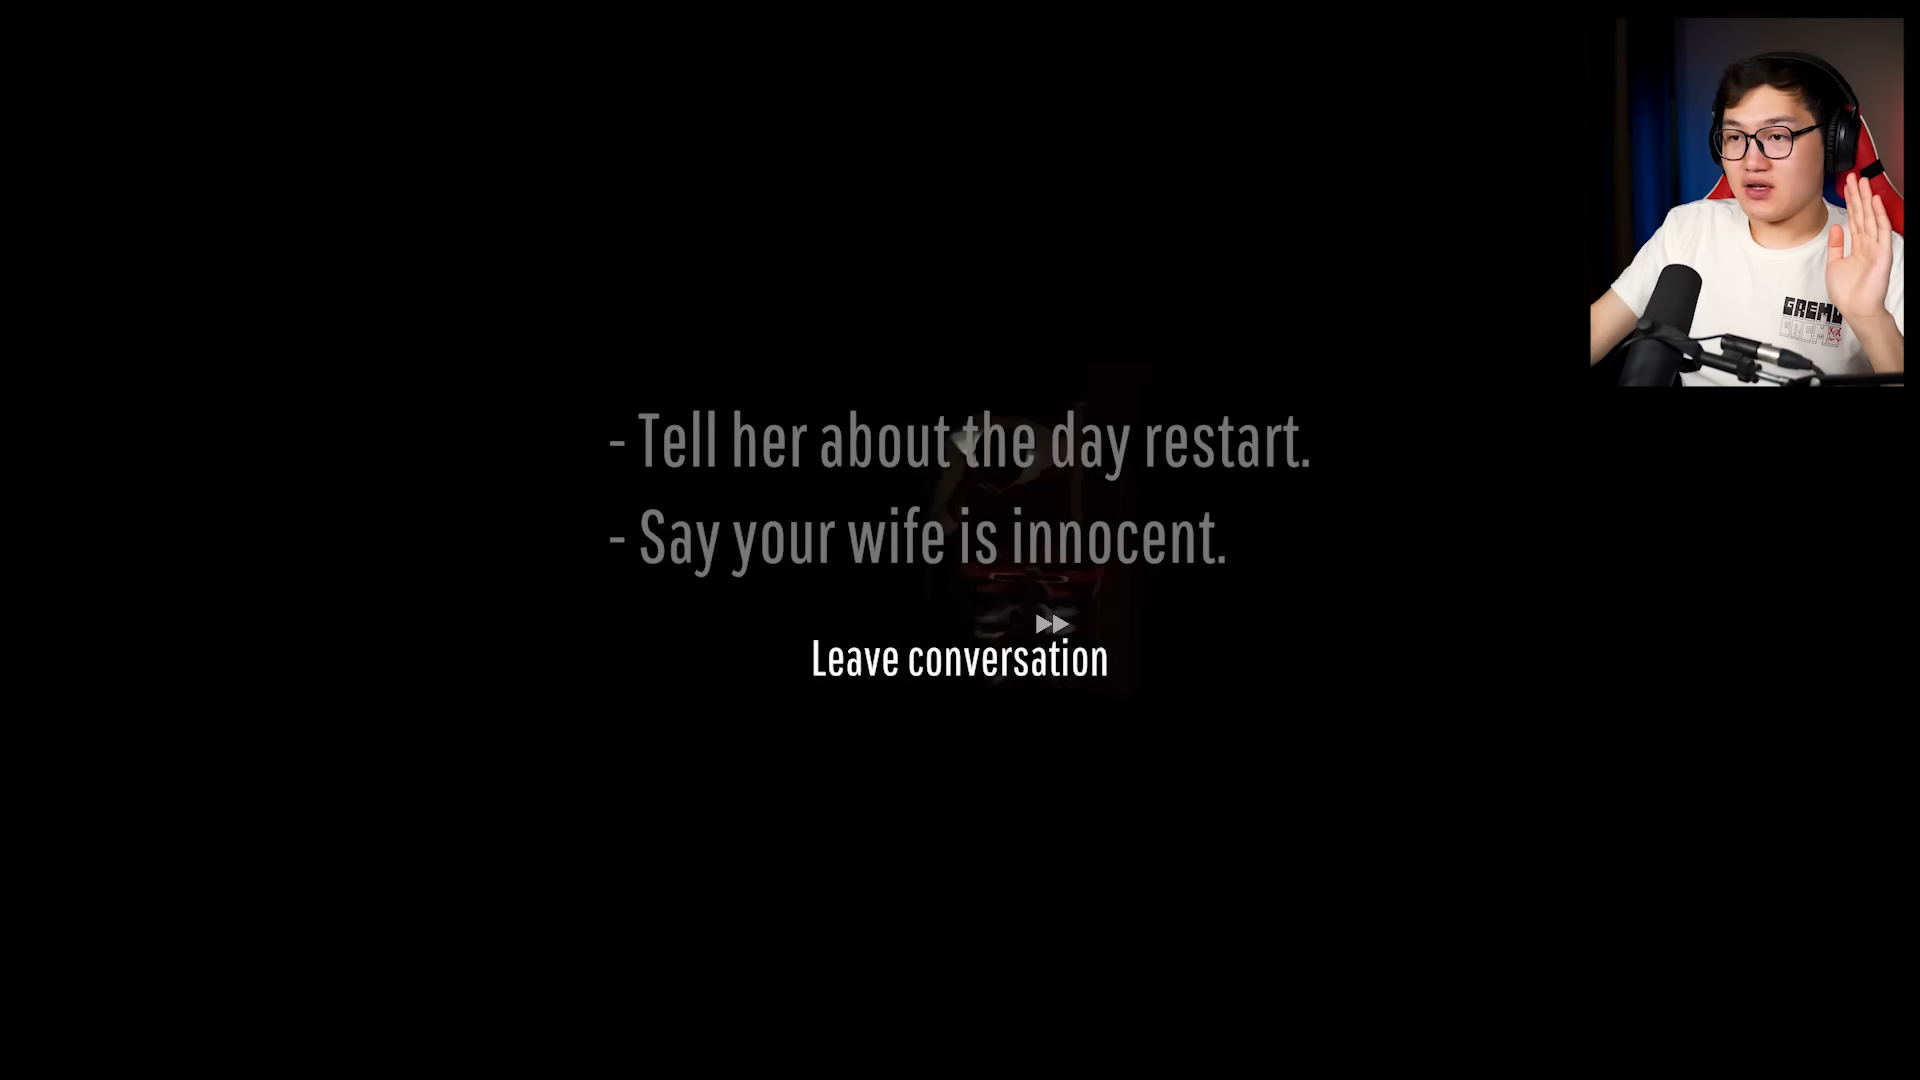 - Tell her about the day restart.
- Say your wife is innocent.
Leave conversation